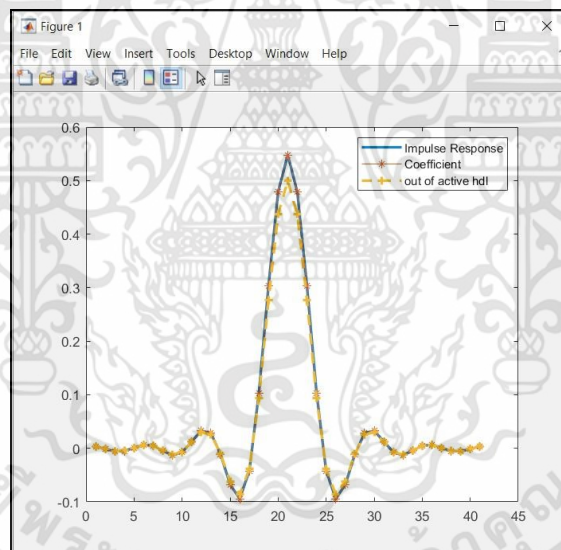 Figure 1
File Edit View Insert Tools Desktop Window Help
0.6
0.5
0.4
0.3
0.2
0.1
0
-0.1
0 5 10 15 20 25 30 35 40 45
Impulse Response
Coefficient
out of active hdl